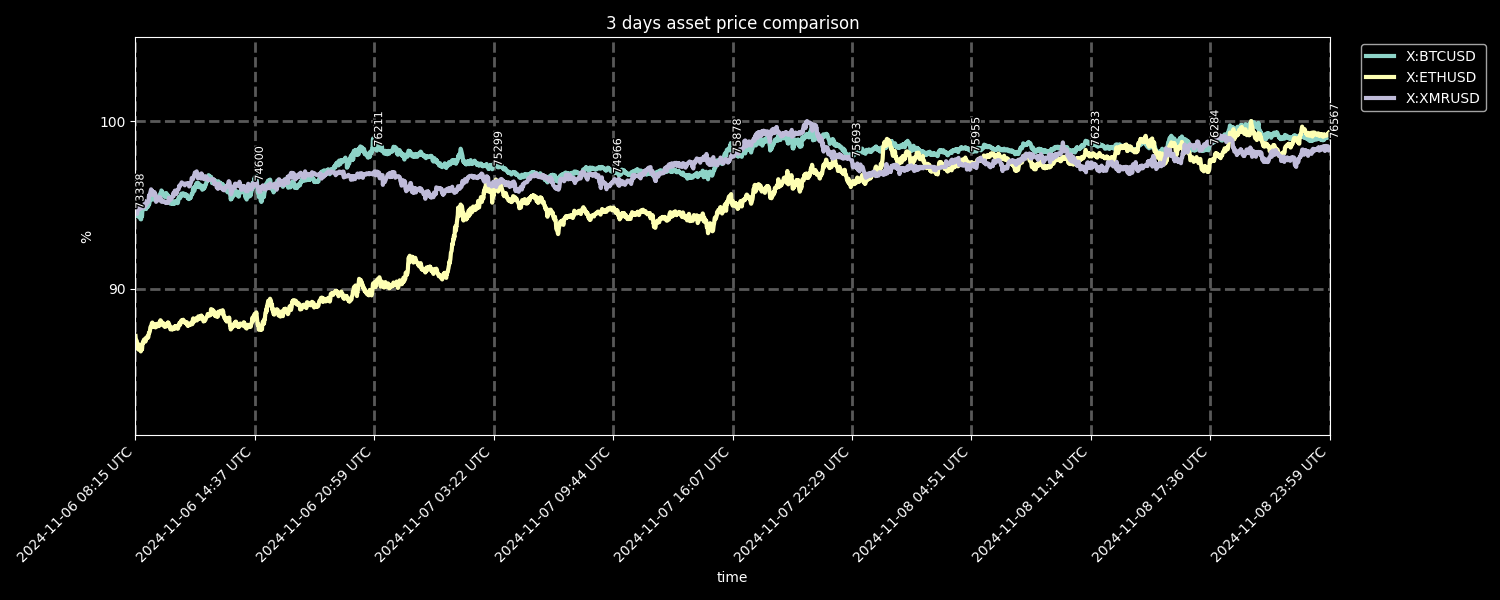 3 days asset price comparison
X:BTCUSD
X:ETHUSD
X:XMRUSD
100
90
%
73338
74600
76211
75299
74966
75878
75693
75955
76233
76284
76567
2024-11-06 08:15 UTC
2024-11-06 14:37 UTC
2024-11-06 20:59 UTC
2024-11-07 03:22 UTC
2024-11-07 09:44 UTC
2024-11-07 16:07 UTC
2024-11-07 22:29 UTC
2024-11-08 04:51 UTC
2024-11-08 11:14 UTC
2024-11-08 17:36 UTC
2024-11-08 23:59 UTC
time